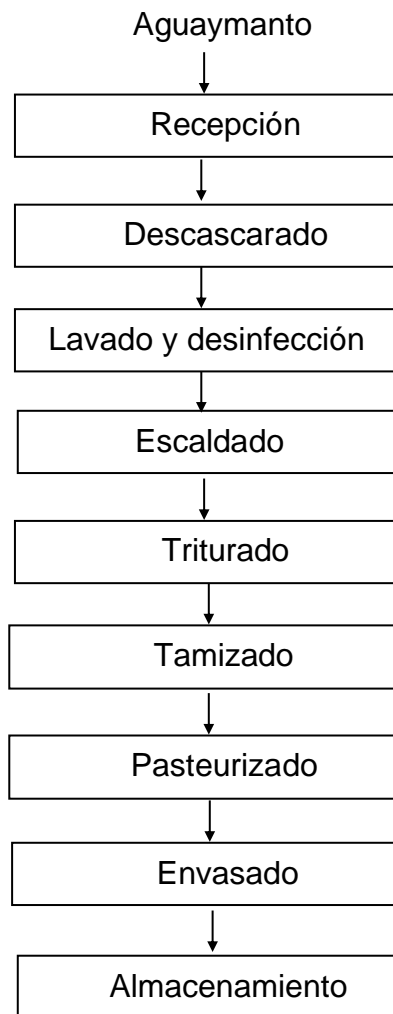 Aguaymanto
Recepción
Descascarado
Lavado y desinfección
Escaldado
Triturado
Tamizado
Pasteurizado
Envasado
Almacenamiento